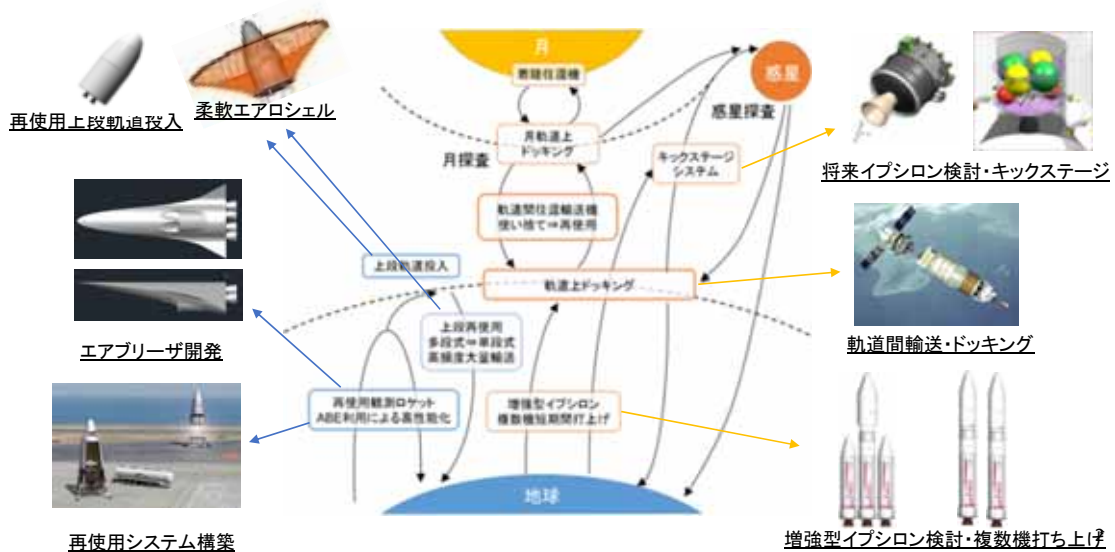 月
着陸往還機
惑星
再使用上段軌道投入
柔軟エアロシェル
月軌道上
ドッキング
月探査
惑星探査
キックステージ
システム
将来イプシロン検討・キックステージ
軌道間往還輸送機
使い捨て⇒再使用
上段軌道投入
軌道上ドッキング
上段再使用
多段式⇒単段式
高頻度大量輸送
エアブリーザ開発
軌道間輸送・ドッキング
再使用観測ロケット
ABE利用による高性能化
増強型イプシロン
複数機短期間打上げ
地球
再使用システム構築
増強型イプシロン検討・複数機打ち上げ
2